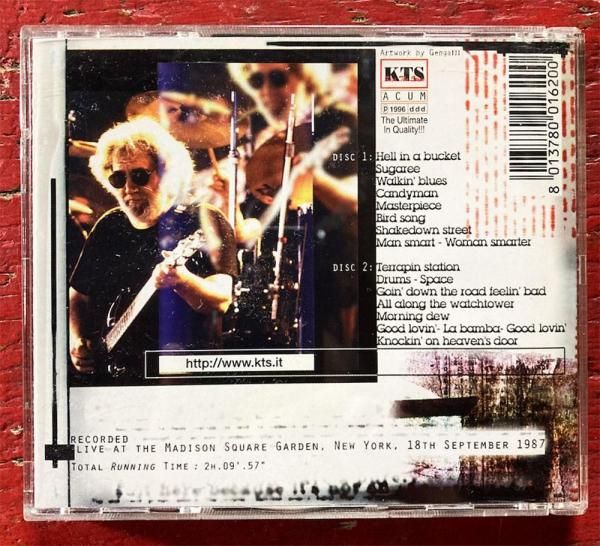 Artwork by Genga!!!
KTS
ACUM
P 1996 ddd
The Ultimate
In Quality!!!
8 013780 016200
DISC 1: Hell in a bucket
Sugaree
Walkin' blues
Candyman
Masterpiece
Bird song
Shakedown street
Man smart - Woman smarter
DISC 2: Terrapin station
Drums - Space
Goin' down the road feelin' bad
All along the watchtower
Morning dew
Good lovin'- La bamba- Good lovin'
Knockin' on heaven's door
http://www.kts.it
RECORDED
LIVE AT THE MADISON SQUARE GARDEN, NEW YORK, 18TH SEPTEMBER 1987
TOTAL RUNNING TIME: 2H.09'.57"
here because it's